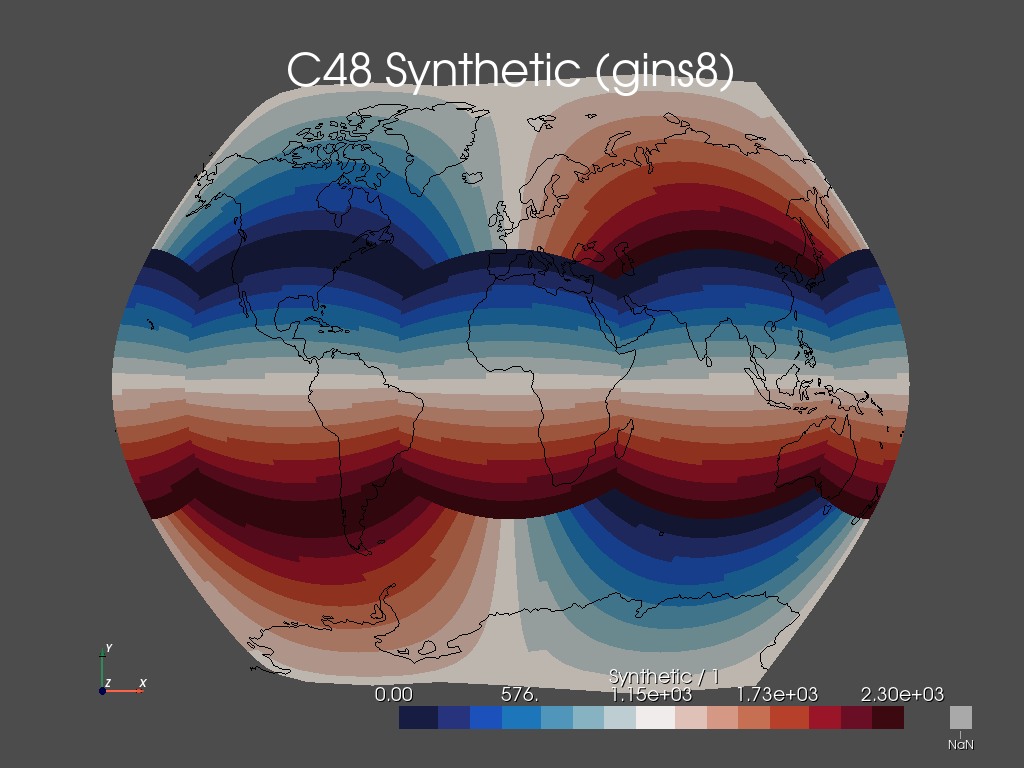 C48 Synthetic (gins8)
Y
Z X
Synthetic / 1
0.00 576. 1.15e+03 1.73e+03 2.30e+03
NaN